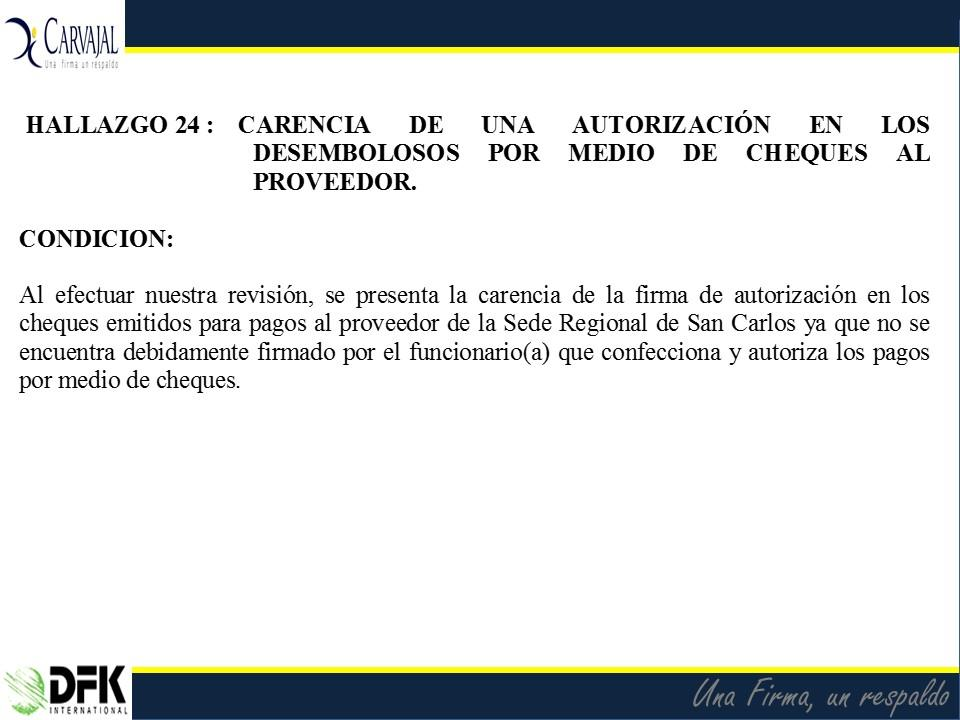 CARVAJAL
Una firma un respaldo
HALLAZGO 24 : CARENCIA DE UNA AUTORIZACIÓN EN LOS
DESEMBOLOSOS POR MEDIO DE CHEQUES AL
PROVEEDOR.
CONDICION:
Al efectuar nuestra revisión, se presenta la carencia de la firma de autorización en los
cheques emitidos para pagos al proveedor de la Sede Regional de San Carlos ya que no se
encuentra debidamente firmado por el funcionario(a) que confecciona y autoriza los pagos
por medio de cheques.
DFK
INTERNATIONAL
Una Firma, un respaldo